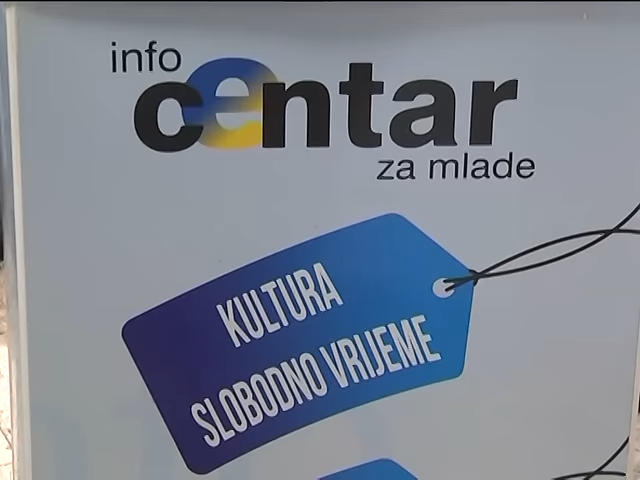 info
centar
za mlade
KULTURA
SLOBODNO VRIJEME